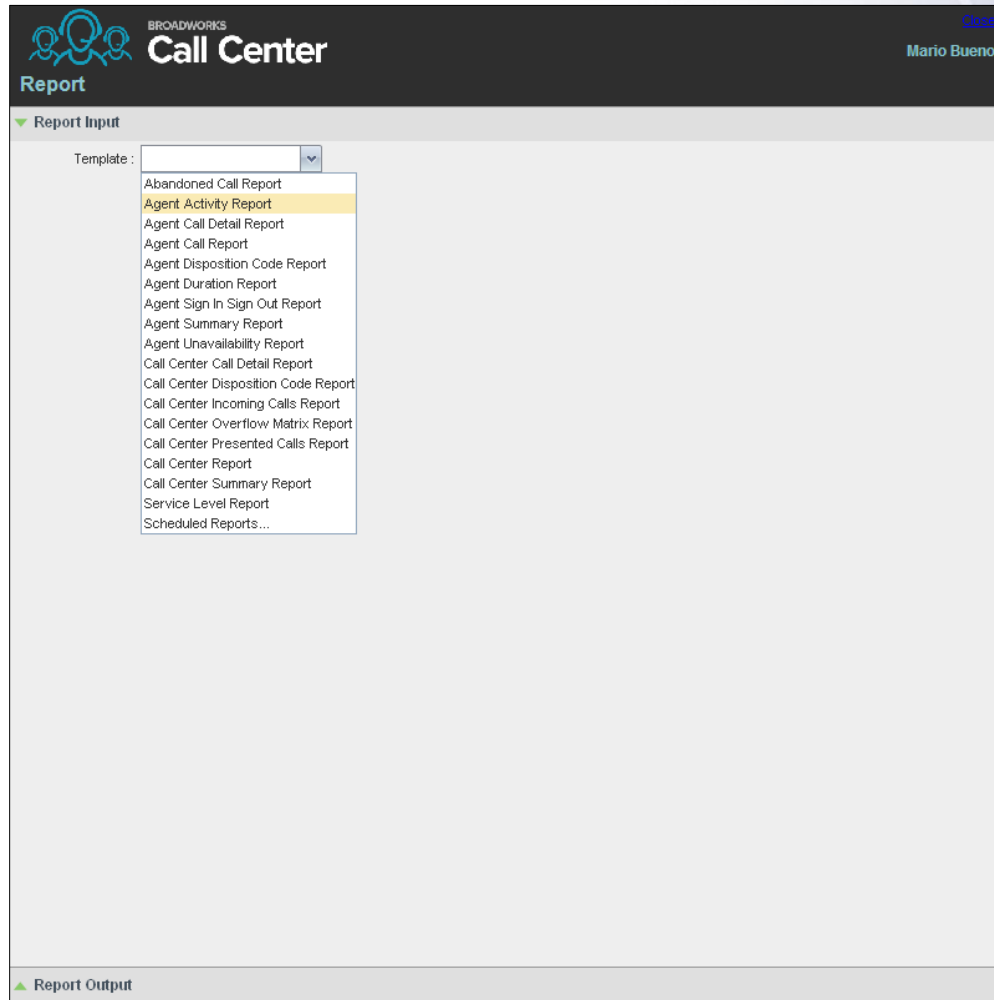 BROADWORKS
Call Center
Close
Mario Bueno
Report
Report Input
Template :
Abandoned Call Report
Agent Activity Report
Agent Call Detail Report
Agent Call Report
Agent Disposition Code Report
Agent Duration Report
Agent Sign In Sign Out Report
Agent Summary Report
Agent Unavailability Report
Call Center Call Detail Report
Call Center Disposition Code Report
Call Center Incoming Calls Report
Call Center Overflow Matrix Report
Call Center Presented Calls Report
Call Center Report
Call Center Summary Report
Service Level Report
Scheduled Reports...
Report Output